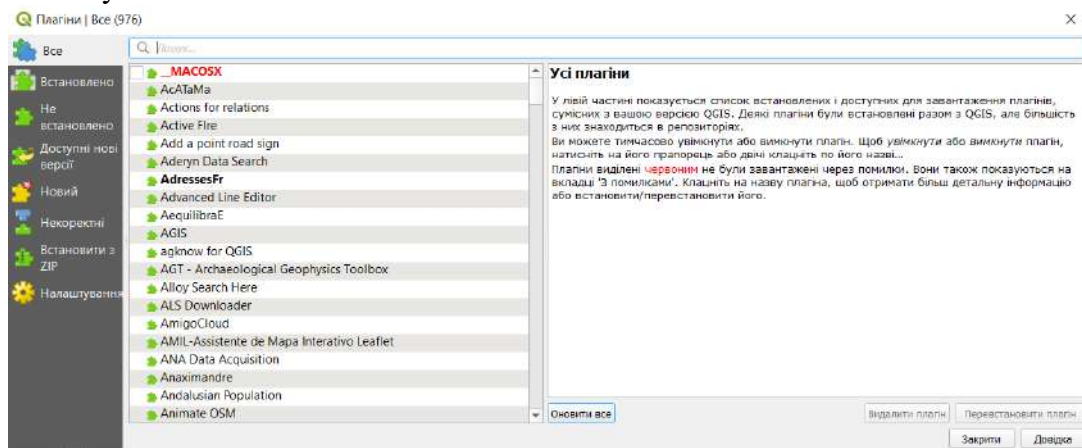 Плагіни | Все (976)
Все
Пошук...
Встановлено
Не
встановлено
Доступні нові
версії
Новий
Некоректні
Встановити з
ZIP
Налаштування
__MACOSX
AcATaMa
Actions for relations
Active Fire
Add a point road sign
Aderyn Data Search
AdressesFr
Advanced Line Editor
AequilibraE
AGIS
agknow for QGIS
AGT - Archaeological Geophysics Toolbox
Alloy Search Here
ALS Downloader
AmigoCloud
AMIL-Assistente de Mapa Interativo Leaflet
ANA Data Acquisition
Anaximandre
Andalusian Population
Animate OSM
Усі плагіни
У лівій частині показується список встановлених і доступних для завантаження плагінів,
сумісних з вашою версією QGIS. Деякі плагіни були встановлені разом з QGIS, але більшість
з них знаходиться в репозиторіях.
Ви можете тимчасово увімкнути або вимкнути плагін. Щоб увімкнути або вимкнути плагін,
натисніть на його прапорець або двічі клацніть по його назві...
Плагіни виділені червоним не були завантажені через помилки. Вони також показуються на
вкладці 'З помилками'. Клацніть на назву плагіна, щоб отримати більш детальну інформацію
або встановити/перевстановити його.
Оновити все
Видалити плагін
Перевстановити плагін
Закрити
Довідка